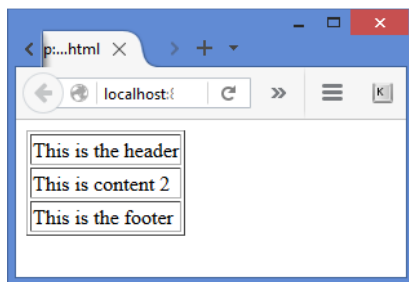 p:...html
localhost:8
K
This is the header
This is content 2
This is the footer